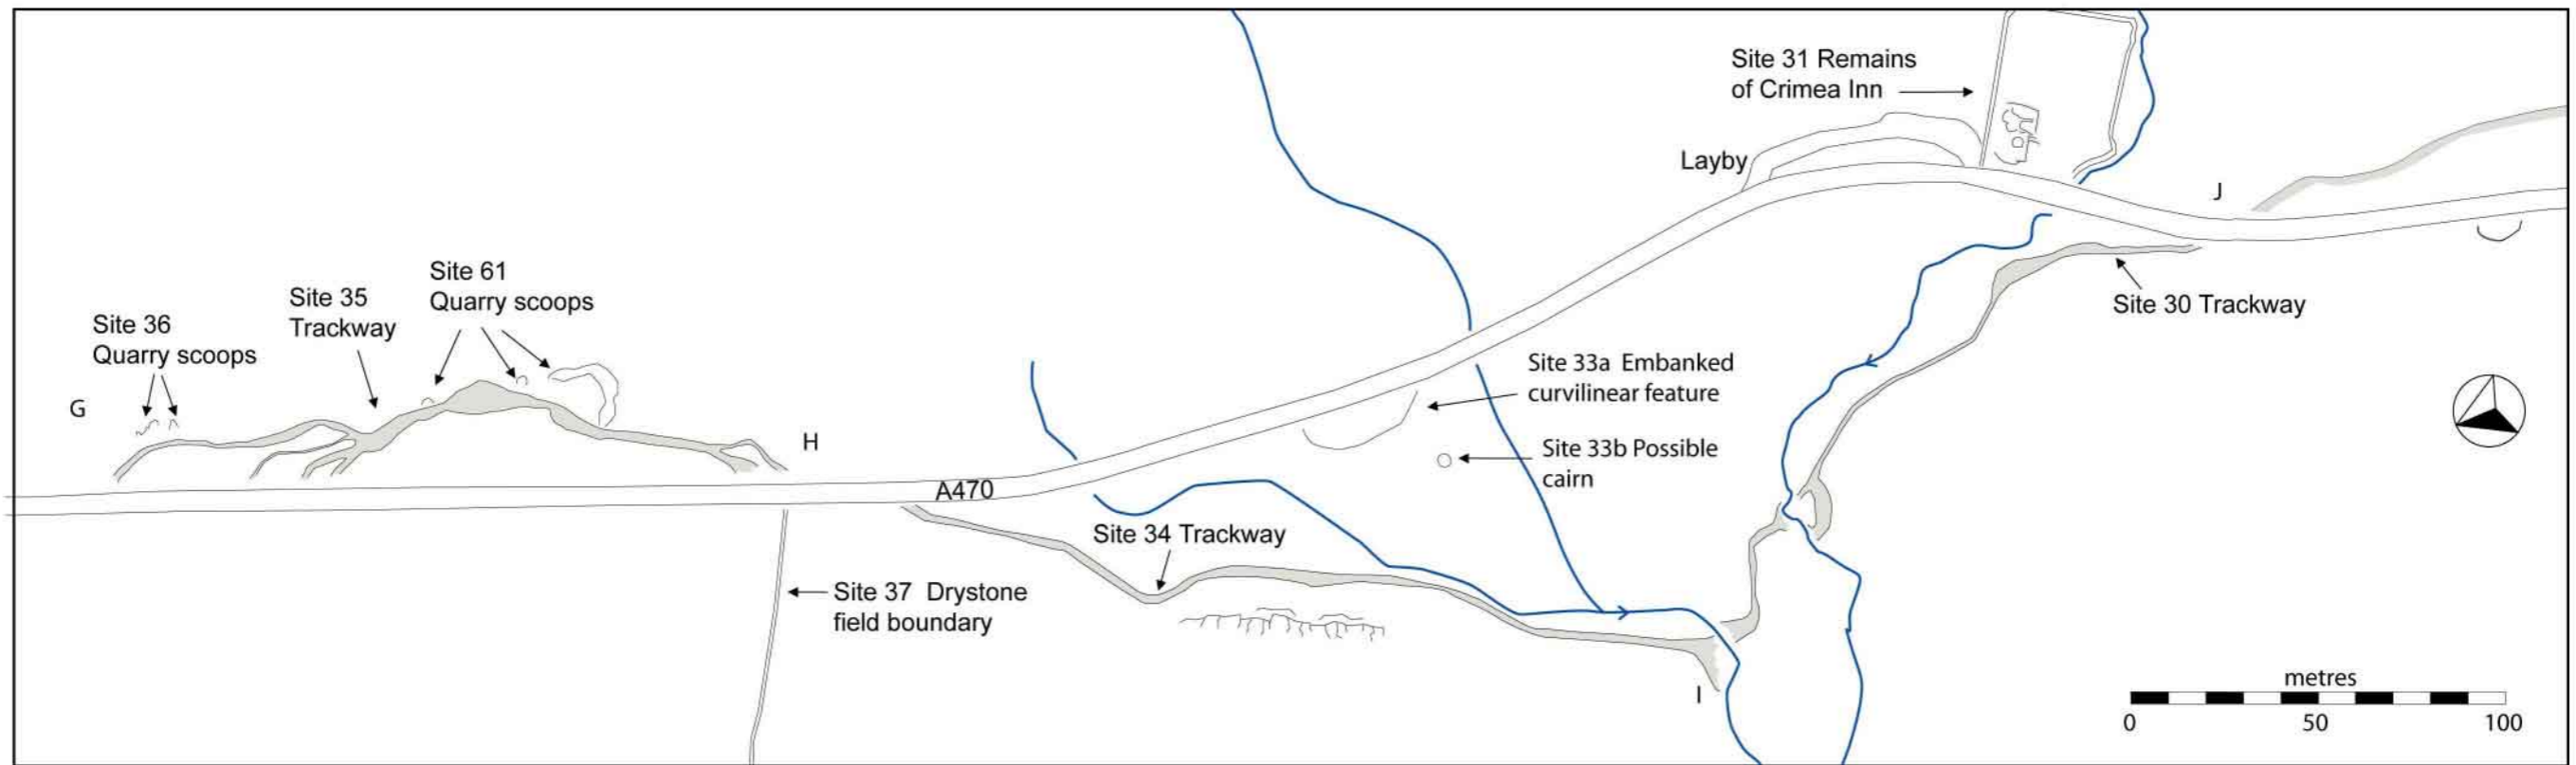 Site 31 Remains
of Crimea Inn
Layby
J
Site 30 Trackway
Site 61
Quarry scoops
Site 35
Trackway
Site 36
Quarry scoops
G
H
Site 33a  Embanked
curvilinear feature
Site 33b Possible
cairn
A470
Site 34 Trackway
Site 37  Drystone
field boundary
I
metres
0 50 100